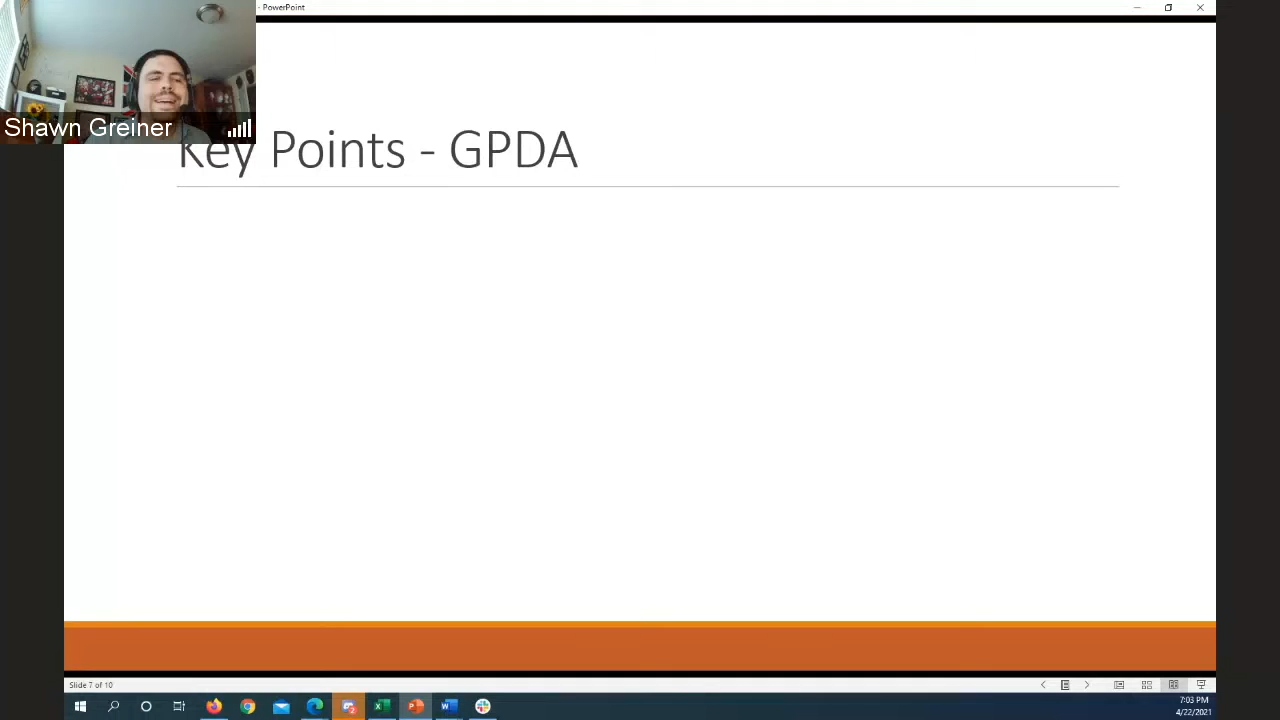 - PowerPoint
Shawn Greiner
Key Points - GPDA
Slide 7 of 10
7:03 PM
4/22/2021